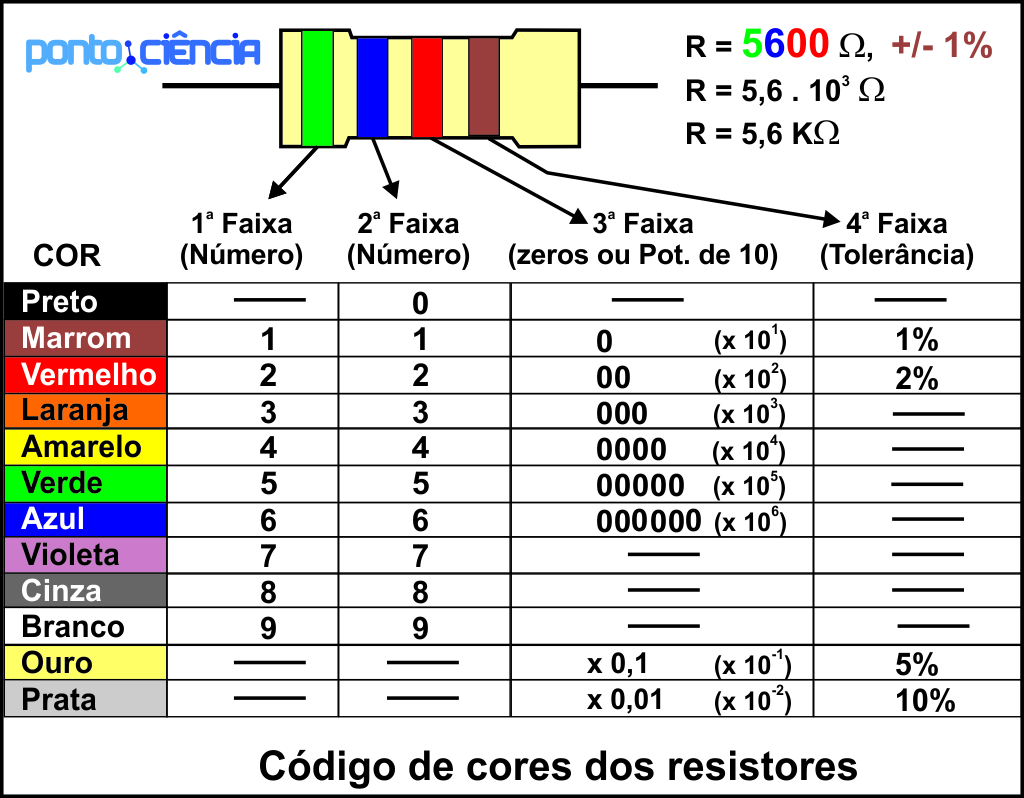 ponto ciência
R = 5600 Ω, +/- 1%
R = 5,6 . 10³ Ω
R = 5,6 KΩ
COR
1ª Faixa
(Número)
2ª Faixa
(Número)
3ª Faixa
(zeros ou Pot. de 10)
4ª Faixa
(Tolerância)
Preto 0
Marrom 1 1 0 (x 10¹) 1%
Vermelho 2 2 00 (x 10²) 2%
Laranja 3 3 000 (x 10³)
Amarelo 4 4 0000 (x 10⁴)
Verde 5 5 00000 (x 10⁵)
Azul 6 6 000000 (x 10⁶)
Violeta 7 7
Cinza 8 8
Branco 9 9
Ouro x 0,1 (x 10⁻¹) 5%
Prata x 0,01 (x 10⁻²) 10%
Código de cores dos resistores